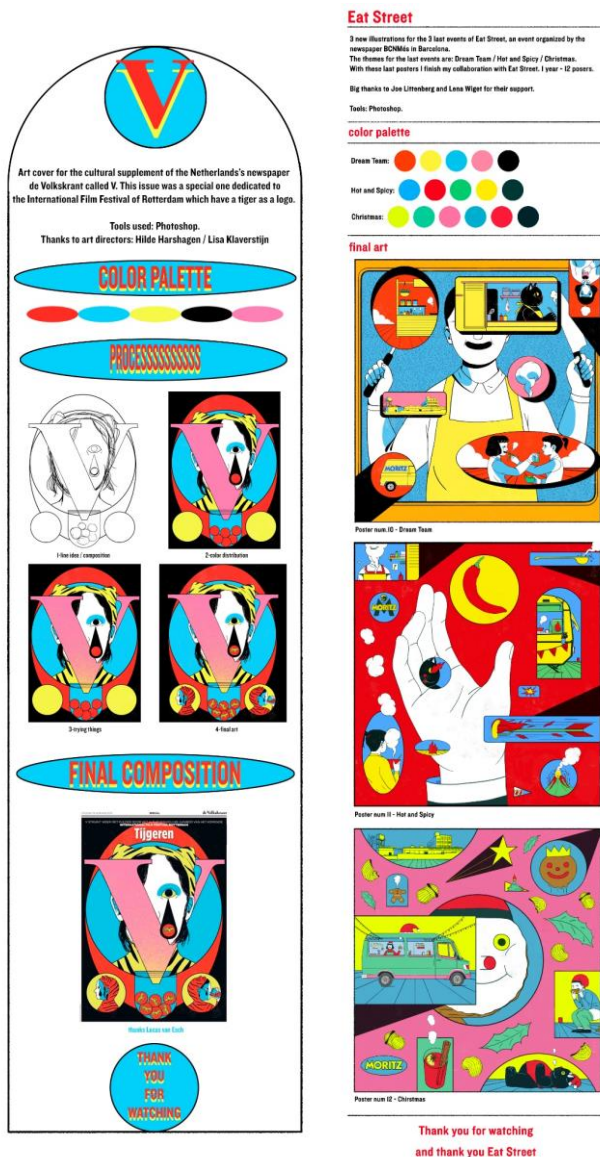 V
Art cover for the cultural supplement of the Netherlands's newspaper
de Volkskrant called V. This issue was a special one dedicated to
the International Film Festival of Rotterdam which have a tiger as a logo.
Tools used: Photoshop.
Thanks to art directors: Hilde Harshagen / Lisa Klaverstijn
COLOR PALETTE
PROCESSSSSSSSSS
1-line idea / composition
2-color distribution
3-trying things
4-final art
FINAL COMPOSITION
Tijgeren
V
thanks Lucas van Esch
THANK
YOU
FOR
WATCHING
Eat Street
3 new illustrations for the 3 last events of Eat Street, an event organized by the
newspaper BCNMés in Barcelona.
The themes for the last events are: Dream Team / Hot and Spicy / Christmas.
With these last posters I finish my collaboration with Eat Street. 1 year - 12 posers.
Big thanks to Joe Littenberg and Lena Wiget for their support.
Tools: Photoshop.
color palette
Dream Team:
Hot and Spicy:
Christmas:
final art
MORITZ
Poster num.10 - Dream Team
MORITZ
Poster num 11 - Hot and Spicy
MORITZ
Poster num 12 - Chirstmas
Thank you for watching
and thank you Eat Street